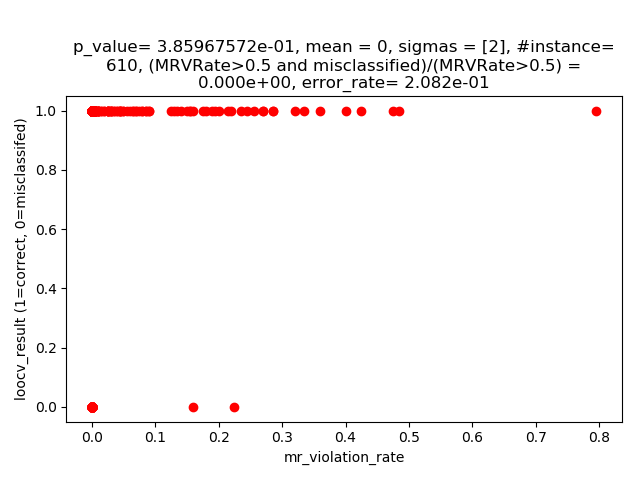 p_value= 3.85967572e-01, mean = 0, sigmas = [2], #instance=
610, (MRVRate>0.5 and misclassified)/(MRVRate>0.5) =
0.000e+00, error_rate= 2.082e-01
loocv_result (1=correct, 0=misclassifed)
1.0
0.8
0.6
0.4
0.2
0.0
0.0 0.1 0.2 0.3 0.4 0.5 0.6 0.7 0.8
mr_violation_rate